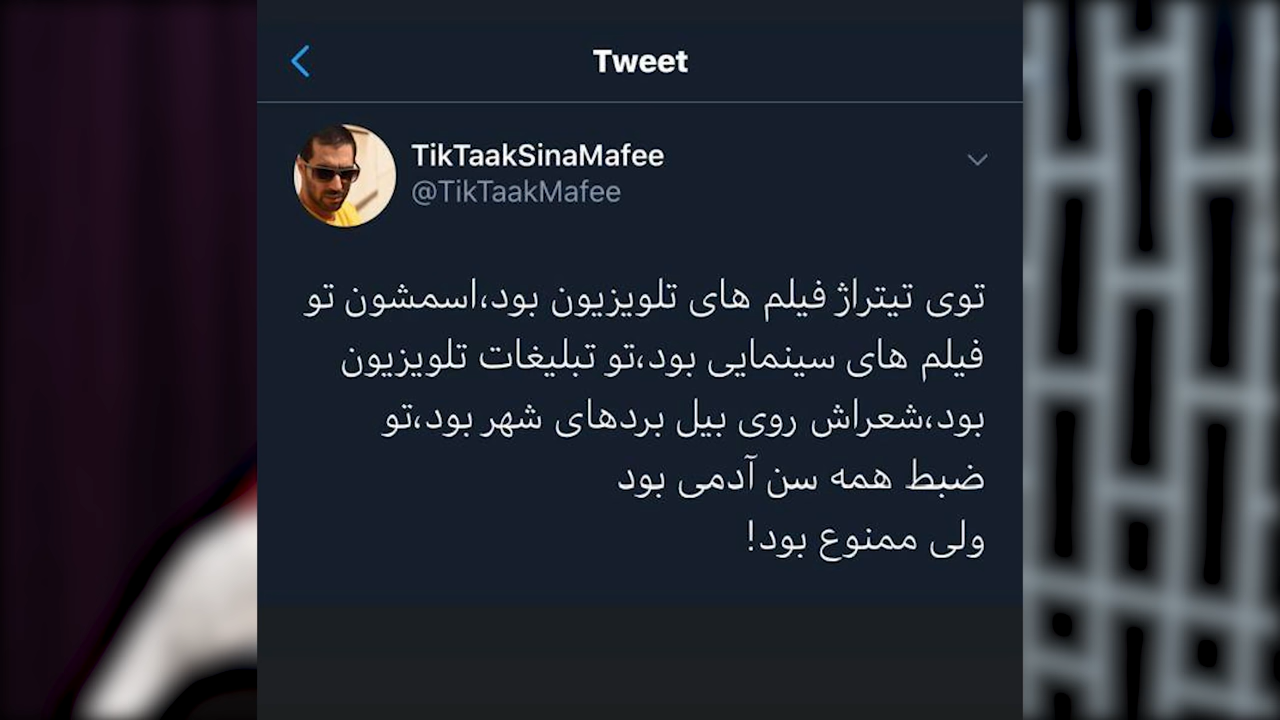 Tweet
TikTaakSinaMafee
@TikTaakMafee
توی تیتراژ فیلم های تلویزیون بود،اسمشون تو
فیلم های سینمایی بود،تو تبلیغات تلویزیون
بود،شعراش روی بیل بردهای شهر بود،تو
ضبط همه سن آدمی بود
ولی ممنوع بود!